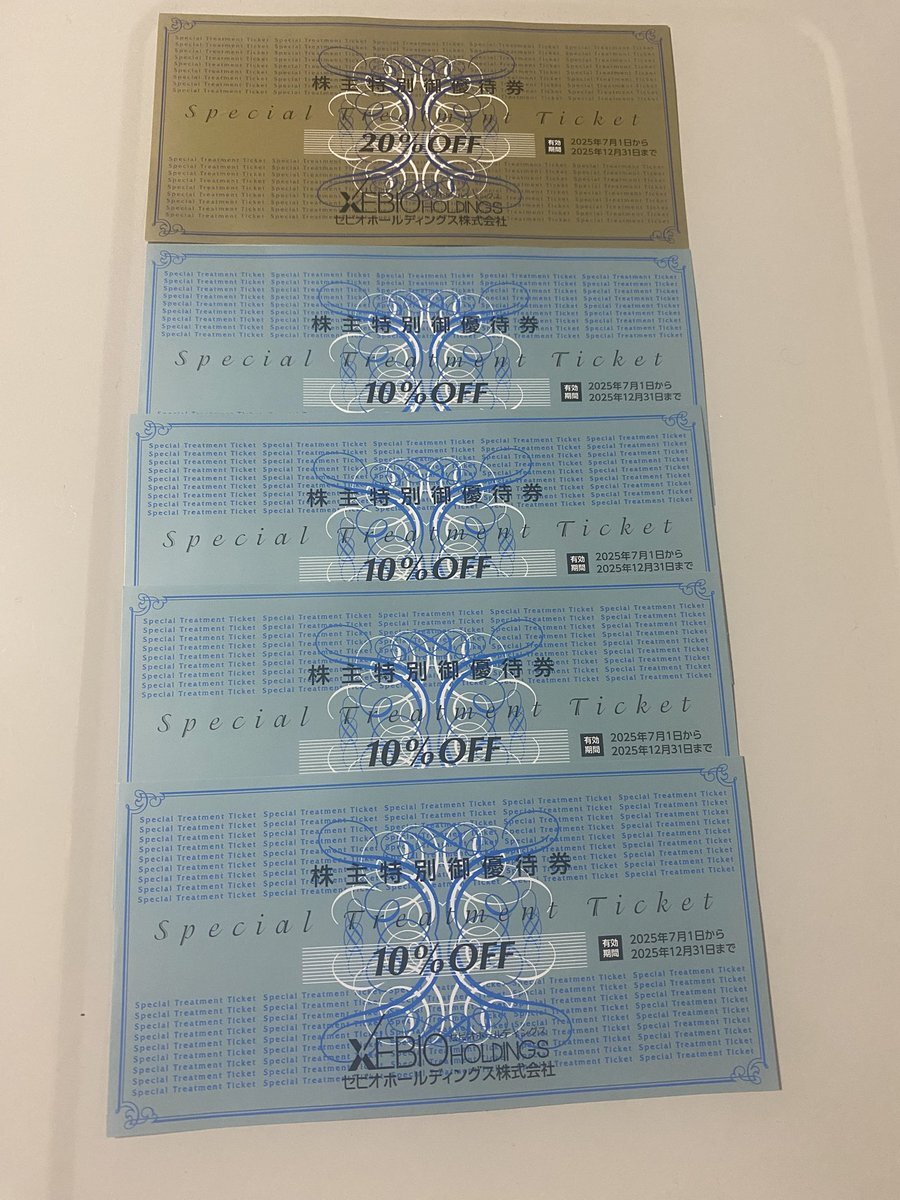 株主特別御優待券
Special Treatment Ticket
20%OFF
有効期間
2025年7月1日から
2025年12月31日まで
XEBIO HOLDINGS
ゼビオホールディングス株式会社
株主特別御優待券
Special Treatment Ticket
10%OFF
有効期間
2025年7月1日から
2025年12月31日まで
株主特別御優待券
Special Treatment Ticket
10%OFF
有効期間
2025年7月1日から
2025年12月31日まで
株主特別御優待券
Special Treatment Ticket
10%OFF
有効期間
2025年7月1日から
2025年12月31日まで
株主特別御優待券
Special Treatment Ticket
10%OFF
有効期間
2025年7月1日から
2025年12月31日まで
XEBIO HOLDINGS
ゼビオホールディングス株式会社